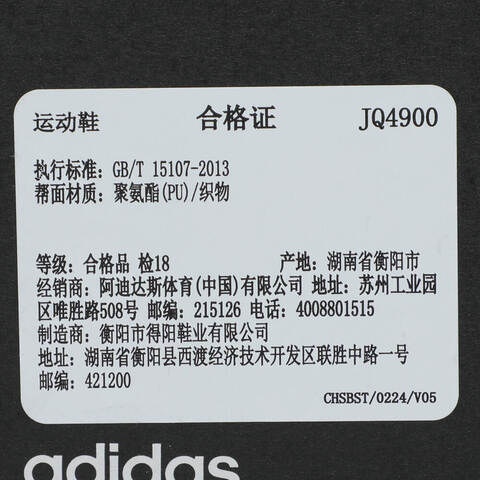 运动鞋 合格证 JQ4900
执行标准: GB/T 15107-2013
帮面材质: 聚氨酯(PU)/织物
等级: 合格品 检18 产地: 湖南省衡阳市
经销商: 阿迪达斯体育(中国)有限公司 地址: 苏州工业园
区唯胜路508号 邮编: 215126 电话: 4008801515
制造商: 衡阳市得阳鞋业有限公司
地址: 湖南省衡阳县西渡经济技术开发区联胜中路一号
邮编: 421200
CHSBST/0224/V05
adidas